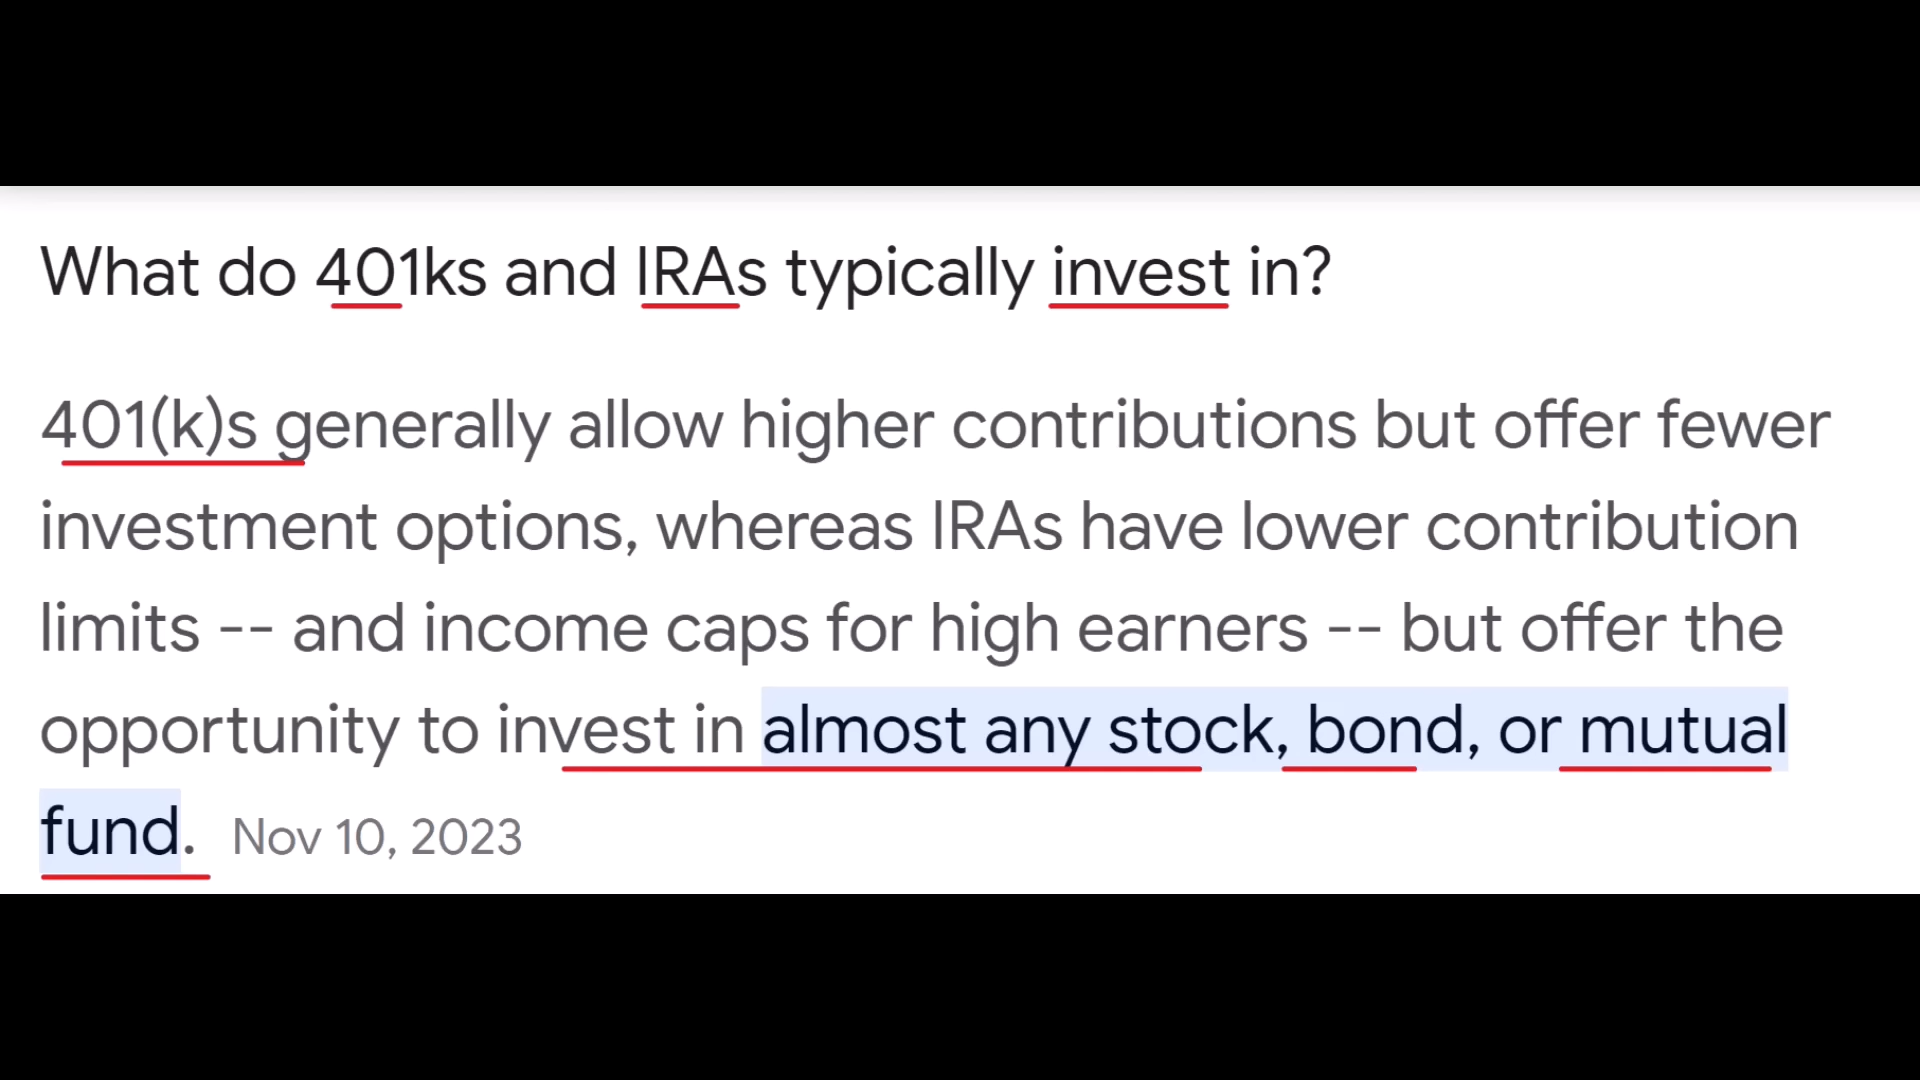 What do 401ks and IRAs typically invest in?
401(k)s generally allow higher contributions but offer fewer
investment options, whereas IRAs have lower contribution
limits -- and income caps for high earners -- but offer the
opportunity to invest in almost any stock, bond, or mutual
fund. Nov 10, 2023